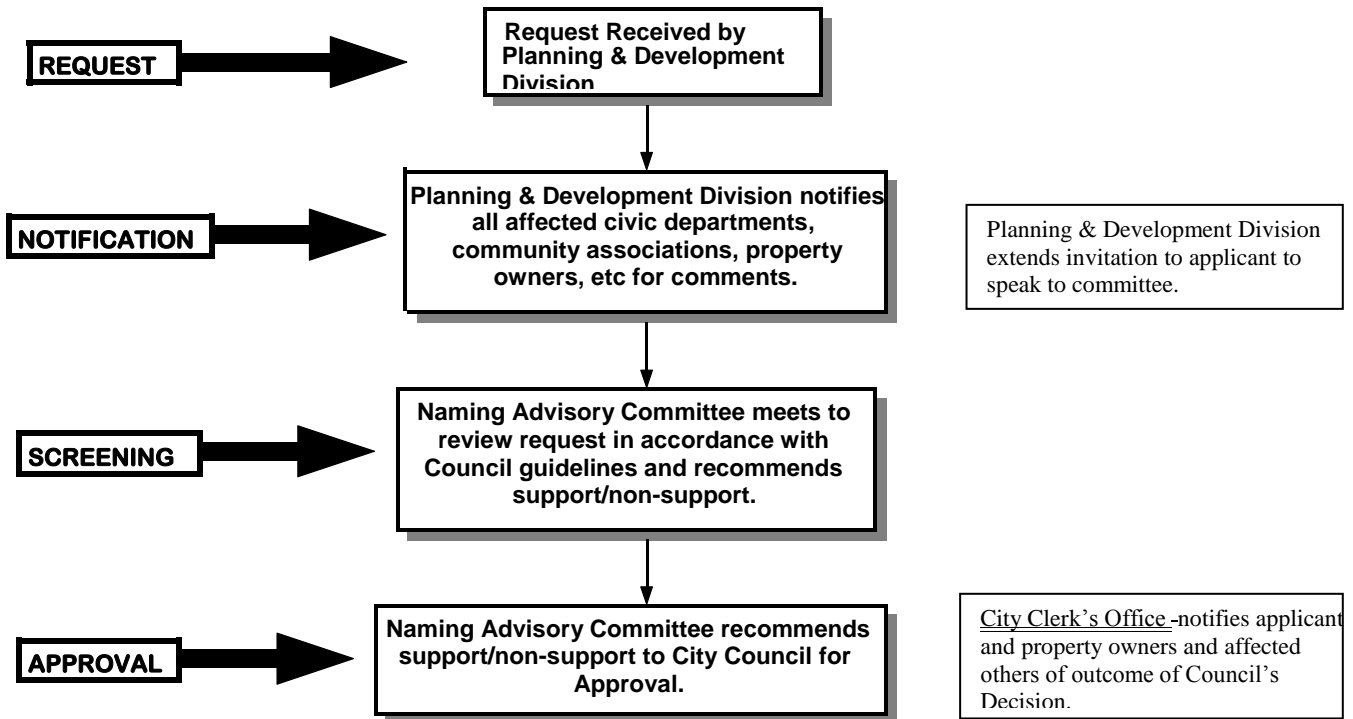 REQUEST
Request Received by
Planning & Development
Division
NOTIFICATION
Planning & Development Division notifies
all affected civic departments,
community associations, property
owners, etc for comments.
Planning & Development Division
extends invitation to applicant to
speak to committee.
SCREENING
Naming Advisory Committee meets to
review request in accordance with
Council guidelines and recommends
support/non-support.
APPROVAL
Naming Advisory Committee recommends
support/non-support to City Council for
Approval.
City Clerk's Office -notifies applicant
and property owners and affected
others of outcome of Council's
Decision.